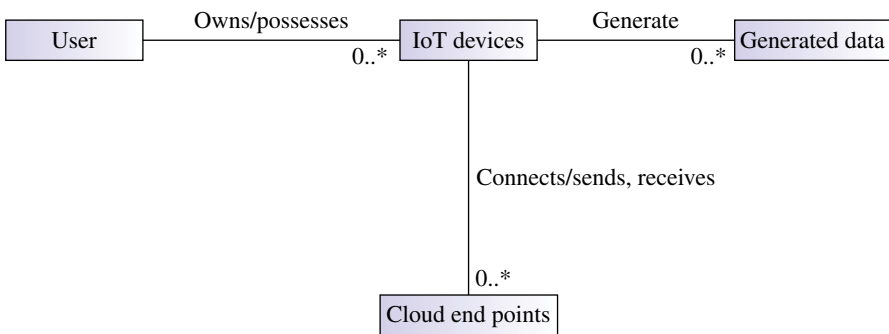 Owns/possesses
Generate
User
IoT devices
Generated data
0..*
0..*
Connects/sends, receives
0..*
Cloud end points